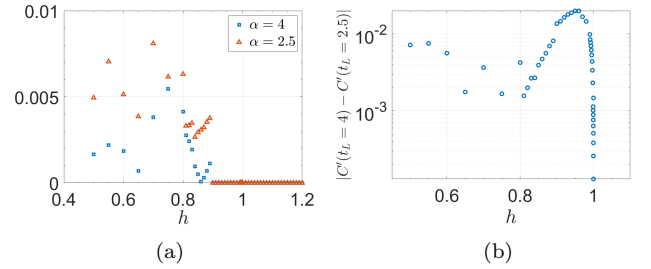 0.01
0.005
0
0.4 0.6 0.8 1 1.2
h
α = 4
α = 2.5
(a)
|C′(t_L = 4) − C′(t_L = 2.5)|
10⁻²
10⁻³
0.6 0.8 1
h
(b)